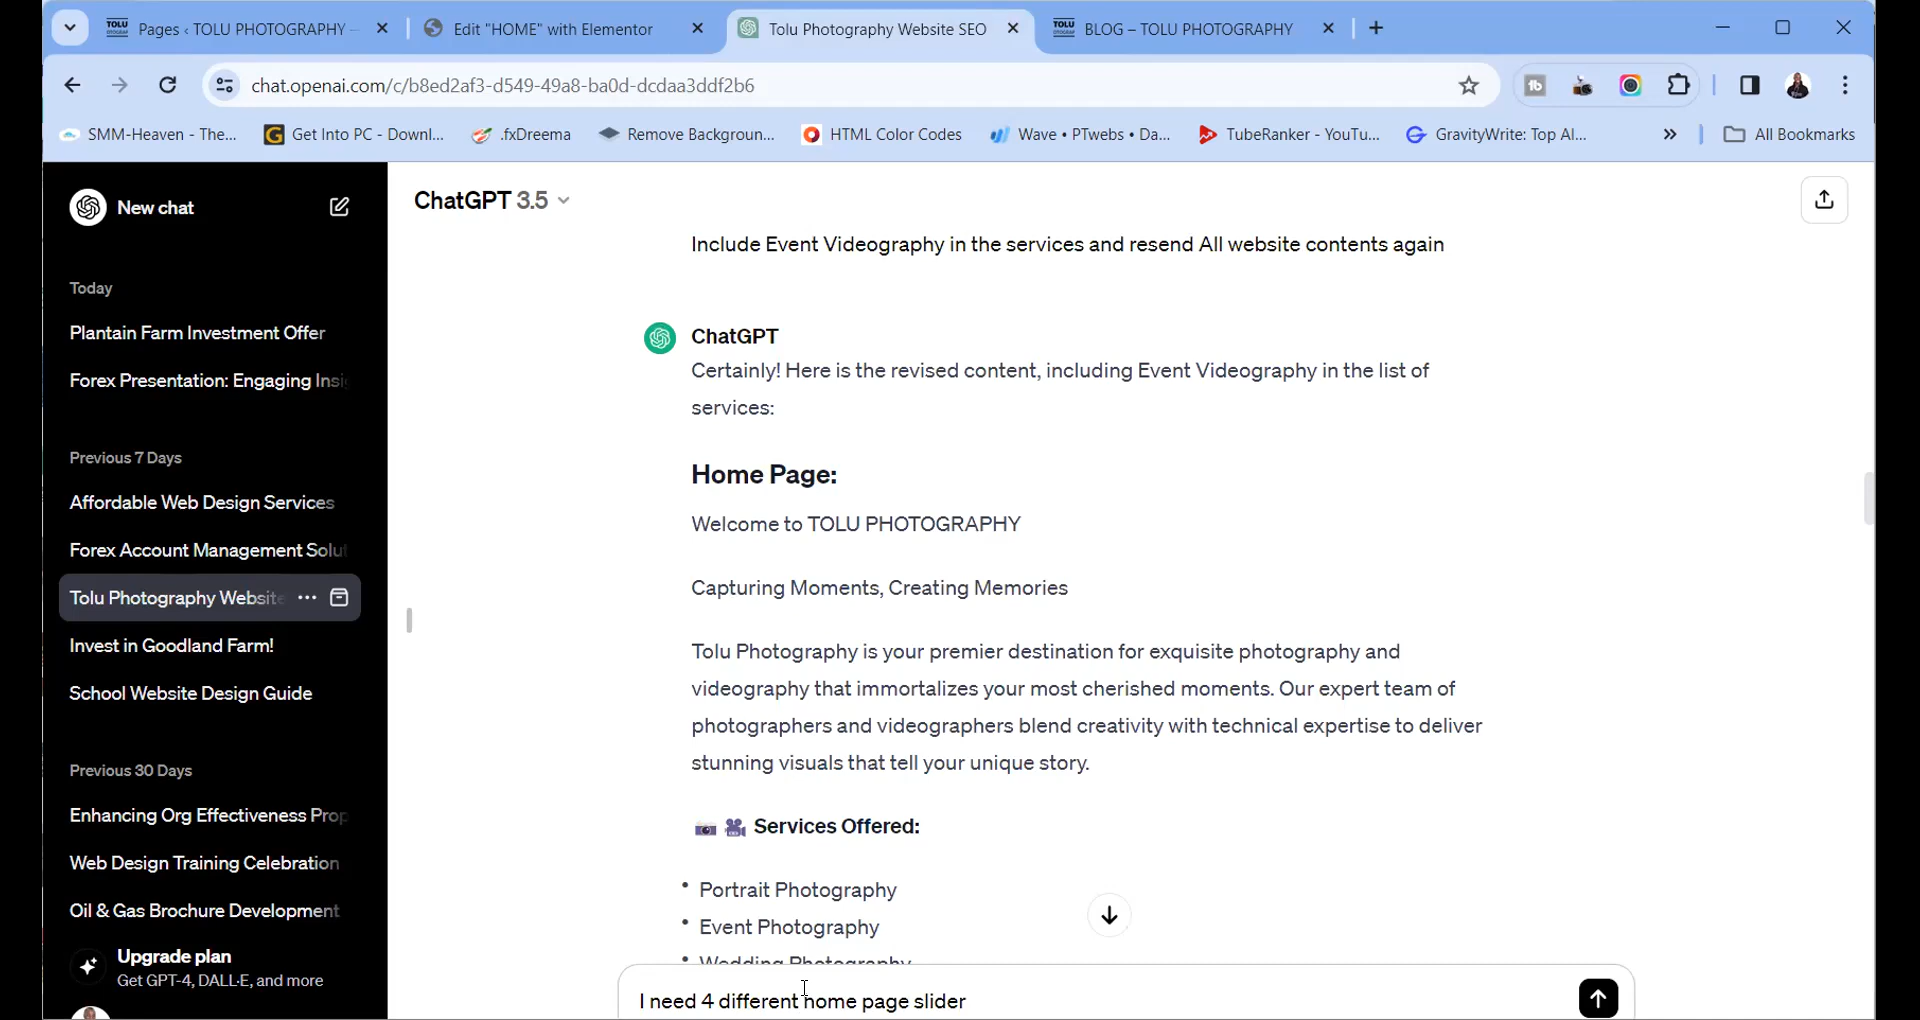 TOLU Pages ‹ TOLU PHOTOGRAPHY –
Edit "HOME" with Elementor
Tolu Photography Website SEO
TOLU BLOG – TOLU PHOTOGRAPHY
chat.openai.com/c/b8ed2af3-d549-49a8-ba0d-dcdaa3ddf2b6
tb
SMM-Heaven - The...
Get Into PC - Downl...
.fxDreema
Remove Backgroun...
HTML Color Codes
Wave • PTwebs • Da...
TubeRanker - YouTu...
GravityWrite: Top AI...
»
All Bookmarks
New chat
Today
Plantain Farm Investment Offer
Forex Presentation: Engaging Insi
Previous 7 Days
Affordable Web Design Services
Forex Account Management Solut
Tolu Photography Website
Invest in Goodland Farm!
School Website Design Guide
Previous 30 Days
Enhancing Org Effectiveness Prop
Web Design Training Celebration
Oil & Gas Brochure Development
Upgrade plan
Get GPT-4, DALL·E, and more
ChatGPT 3.5
Include Event Videography in the services and resend All website contents again
ChatGPT
Certainly! Here is the revised content, including Event Videography in the list of
services:
Home Page:
Welcome to TOLU PHOTOGRAPHY
Capturing Moments, Creating Memories
Tolu Photography is your premier destination for exquisite photography and
videography that immortalizes your most cherished moments. Our expert team of
photographers and videographers blend creativity with technical expertise to deliver
stunning visuals that tell your unique story.
📷 🎥 Services Offered:
• Portrait Photography
• Event Photography
• Wedding Photography
I need 4 different home page slider